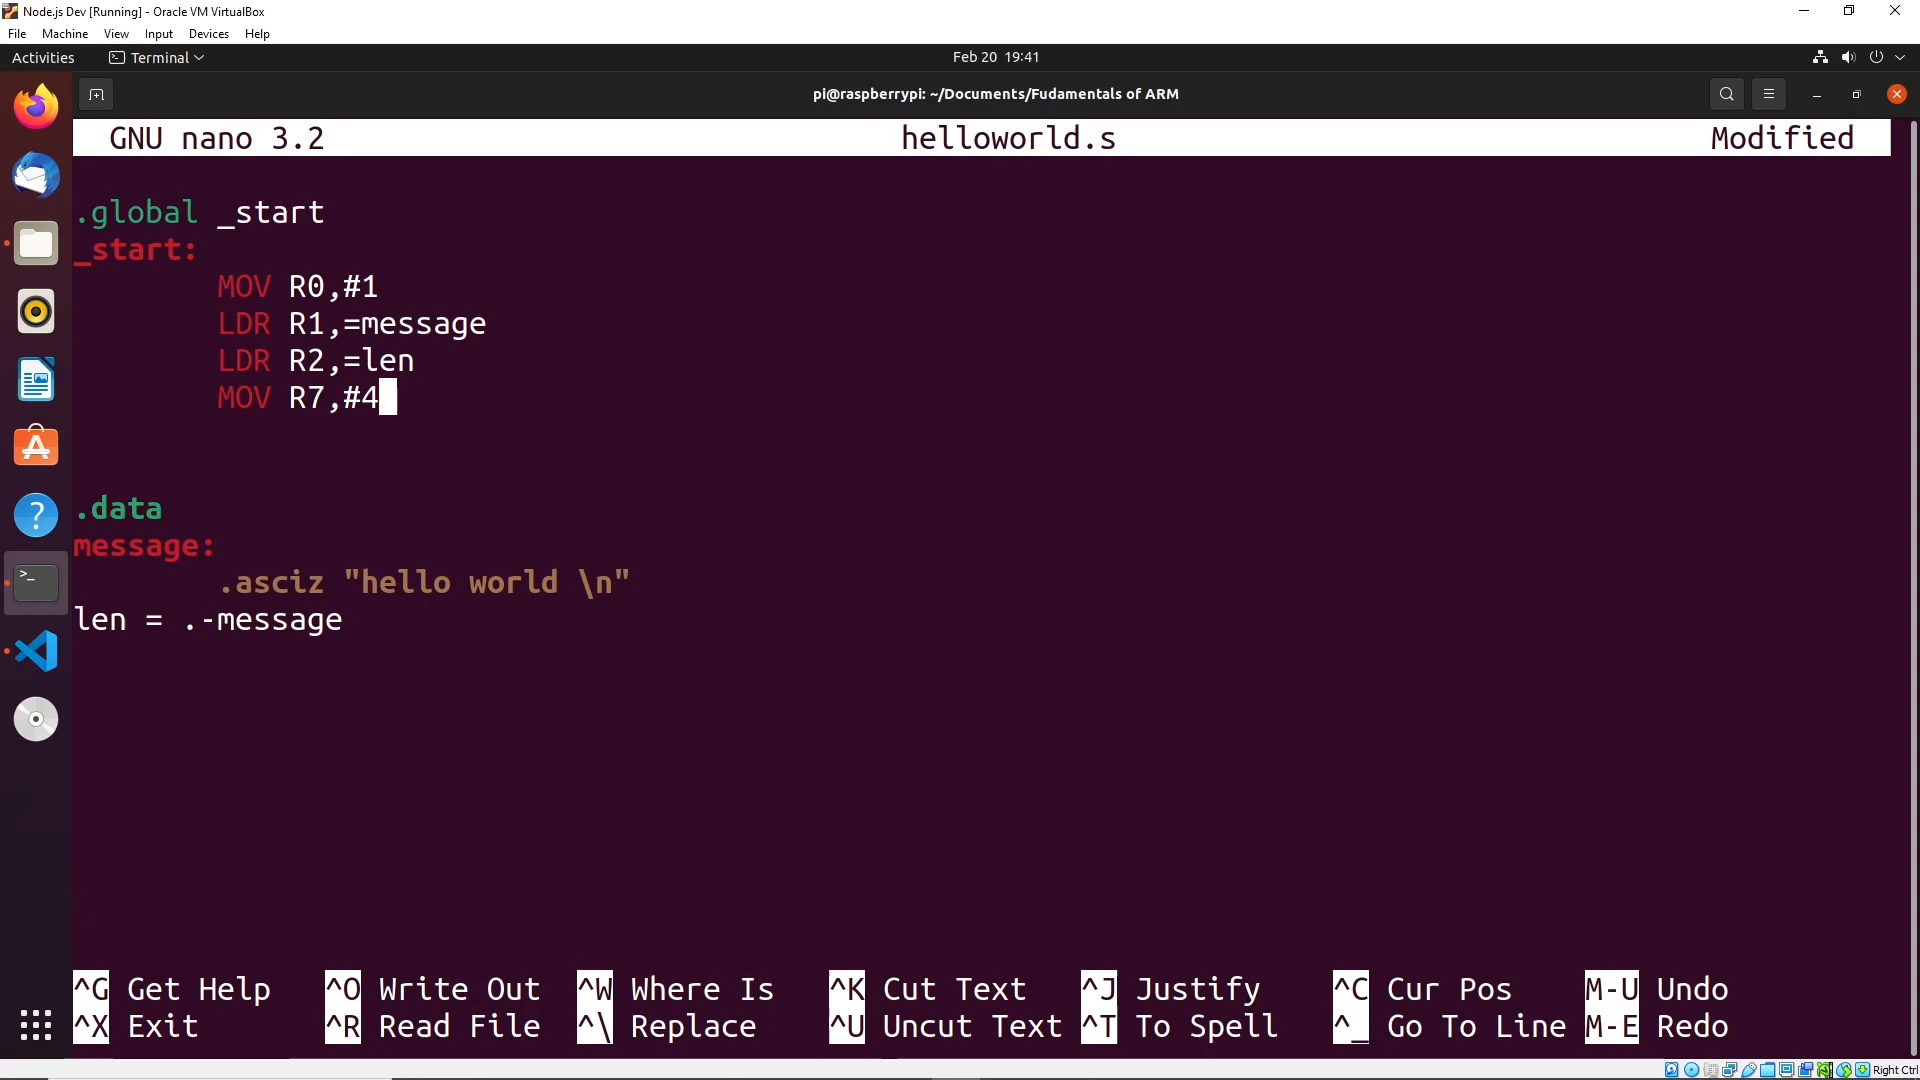 Node.js Dev [Running] - Oracle VM VirtualBox
File Machine View Input Devices Help
Activities Terminal Feb 20 19:41
pi@raspberrypi: ~/Documents/Fudamentals of ARM
GNU nano 3.2 helloworld.s Modified
.global _start
_start:
MOV R0,#1
LDR R1,=message
LDR R2,=len
MOV R7,#4
.data
message:
.asciz "hello world \n"
len = .-message
^G Get Help ^O Write Out ^W Where Is ^K Cut Text ^J Justify ^C Cur Pos M-U Undo
^X Exit ^R Read File ^\ Replace ^U Uncut Text ^T To Spell ^_ Go To Line M-E Redo
Right Ctrl